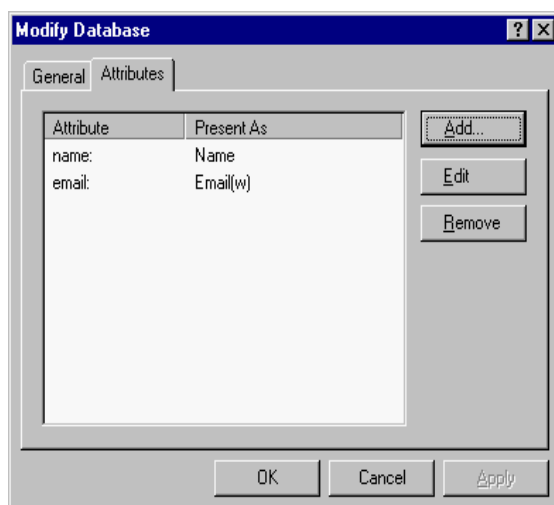 Modify Database
General Attributes
Attribute Present As Add...
name: Name
email: Email(w) Edit
Remove
OK Cancel Apply